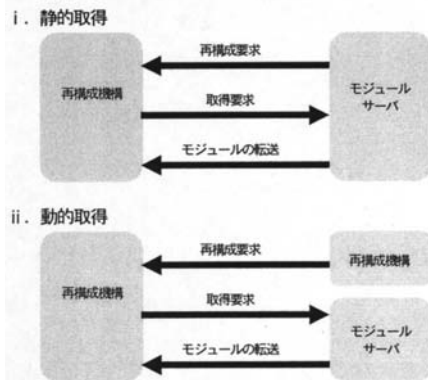 i．静的取得
再構成要求
再構成機構
取得要求
モジュール
サーバ
モジュールの転送
ii．動的取得
再構成要求
再構成機構
再構成機構
取得要求
モジュール
サーバ
モジュールの転送